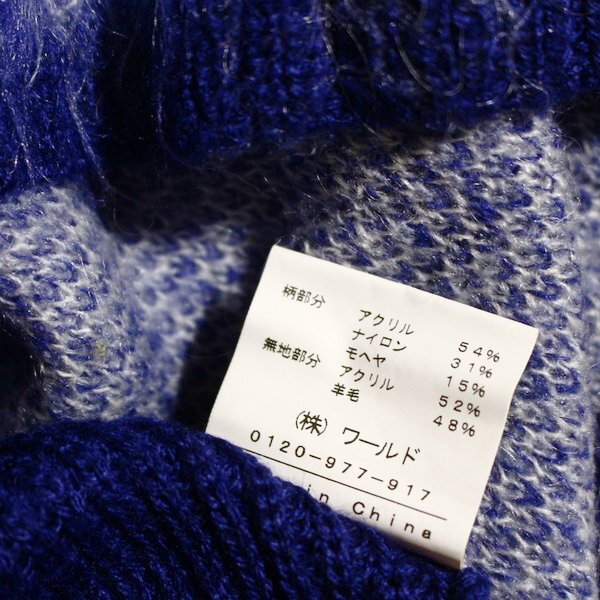 柄部分 アクリル 54%
ナイロン 31%
モヘヤ 15%
無地部分 アクリル 52%
羊毛 48%
(株) ワールド
0120-977-917
in China